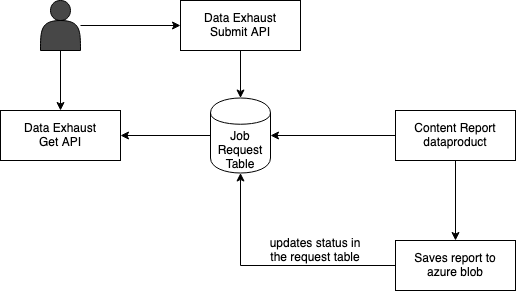 Data Exhaust
Submit API
Data Exhaust
Get API
Job
Request
Table
Content Report
dataproduct
updates status in
the request table
Saves report to
azure blob